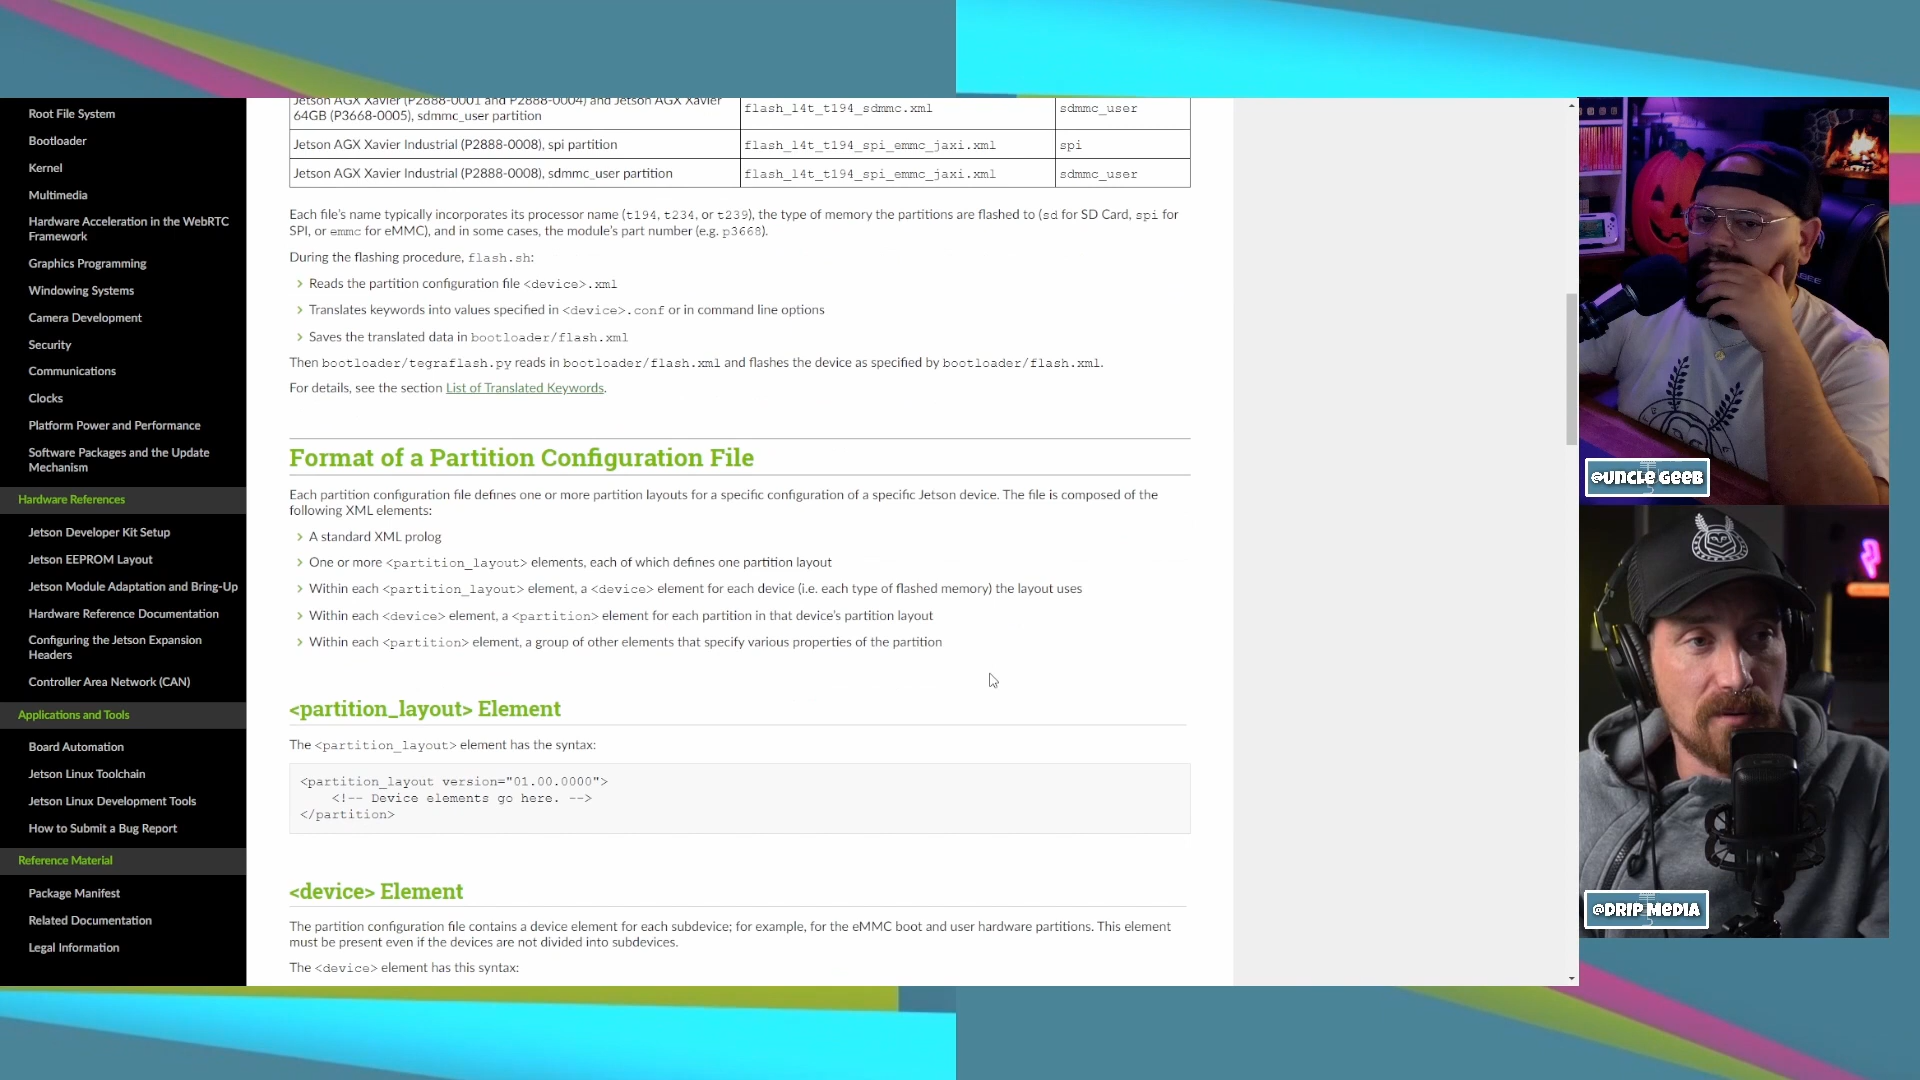 Root File System
Bootloader
Kernel
Multimedia
Hardware Acceleration in the WebRTC
Framework
Graphics Programming
Windowing Systems
Camera Development
Security
Communications
Clocks
Platform Power and Performance
Software Packages and the Update
Mechanism
Hardware References
Jetson Developer Kit Setup
Jetson EEPROM Layout
Jetson Module Adaptation and Bring-Up
Hardware Reference Documentation
Configuring the Jetson Expansion
Headers
Controller Area Network (CAN)
Applications and Tools
Board Automation
Jetson Linux Toolchain
Jetson Linux Development Tools
How to Submit a Bug Report
Reference Material
Package Manifest
Related Documentation
Legal Information
Jetson AGX Xavier (P2888-0001 and P2888-0004) and Jetson AGX Xavier
64GB (P3668-0005), sdmmc_user partition
flash_l4t_t194_sdmmc.xml
sdmmc_user
Jetson AGX Xavier Industrial (P2888-0008), spi partition
flash_l4t_t194_spi_emmc_jaxi.xml
spi
Jetson AGX Xavier Industrial (P2888-0008), sdmmc_user partition
flash_l4t_t194_spi_emmc_jaxi.xml
sdmmc_user
Each file's name typically incorporates its processor name (t194, t234, or t239), the type of memory the partitions are flashed to (sd for SD Card, spi for
SPI, or emmc for eMMC), and in some cases, the module's part number (e.g. p3668).
During the flashing procedure, flash.sh:
Reads the partition configuration file <device>.xml
Translates keywords into values specified in <device>.conf or in command line options
Saves the translated data in bootloader/flash.xml
Then bootloader/tegraflash.py reads in bootloader/flash.xml and flashes the device as specified by bootloader/flash.xml.
For details, see the section List of Translated Keywords.
Format of a Partition Configuration File
Each partition configuration file defines one or more partition layouts for a specific configuration of a specific Jetson device. The file is composed of the
following XML elements:
A standard XML prolog
One or more <partition_layout> elements, each of which defines one partition layout
Within each <partition_layout> element, a <device> element for each device (i.e. each type of flashed memory) the layout uses
Within each <device> element, a <partition> element for each partition in that device's partition layout
Within each <partition> element, a group of other elements that specify various properties of the partition
<partition_layout> Element
The <partition_layout> element has the syntax:
<partition_layout version="01.00.0000">
<!-- Device elements go here. -->
</partition>
<device> Element
The partition configuration file contains a device element for each subdevice; for example, for the eMMC boot and user hardware partitions. This element
must be present even if the devices are not divided into subdevices.
The <device> element has this syntax:
@UNCLE GEEB
@DRIP MEDIA